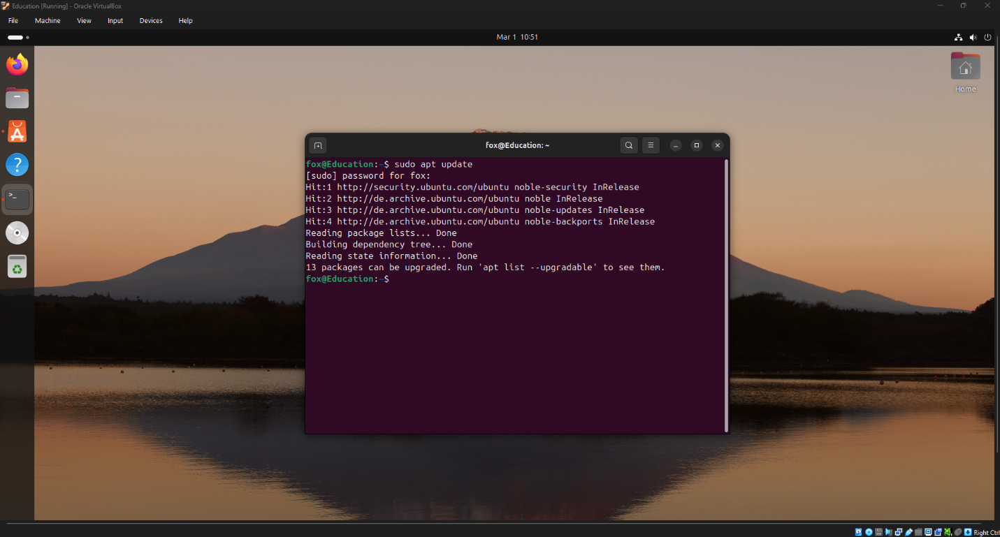 Education [Running] - Oracle VirtualBox
File Machine View Input Devices Help
Mar 1 10:51
Home
fox@Education: ~
fox@Education:~$ sudo apt update
[sudo] password for fox:
Hit:1 http://security.ubuntu.com/ubuntu noble-security InRelease
Hit:2 http://de.archive.ubuntu.com/ubuntu noble InRelease
Hit:3 http://de.archive.ubuntu.com/ubuntu noble-updates InRelease
Hit:4 http://de.archive.ubuntu.com/ubuntu noble-backports InRelease
Reading package lists... Done
Building dependency tree... Done
Reading state information... Done
13 packages can be upgraded. Run 'apt list --upgradable' to see them.
fox@Education:~$
Right Ctrl